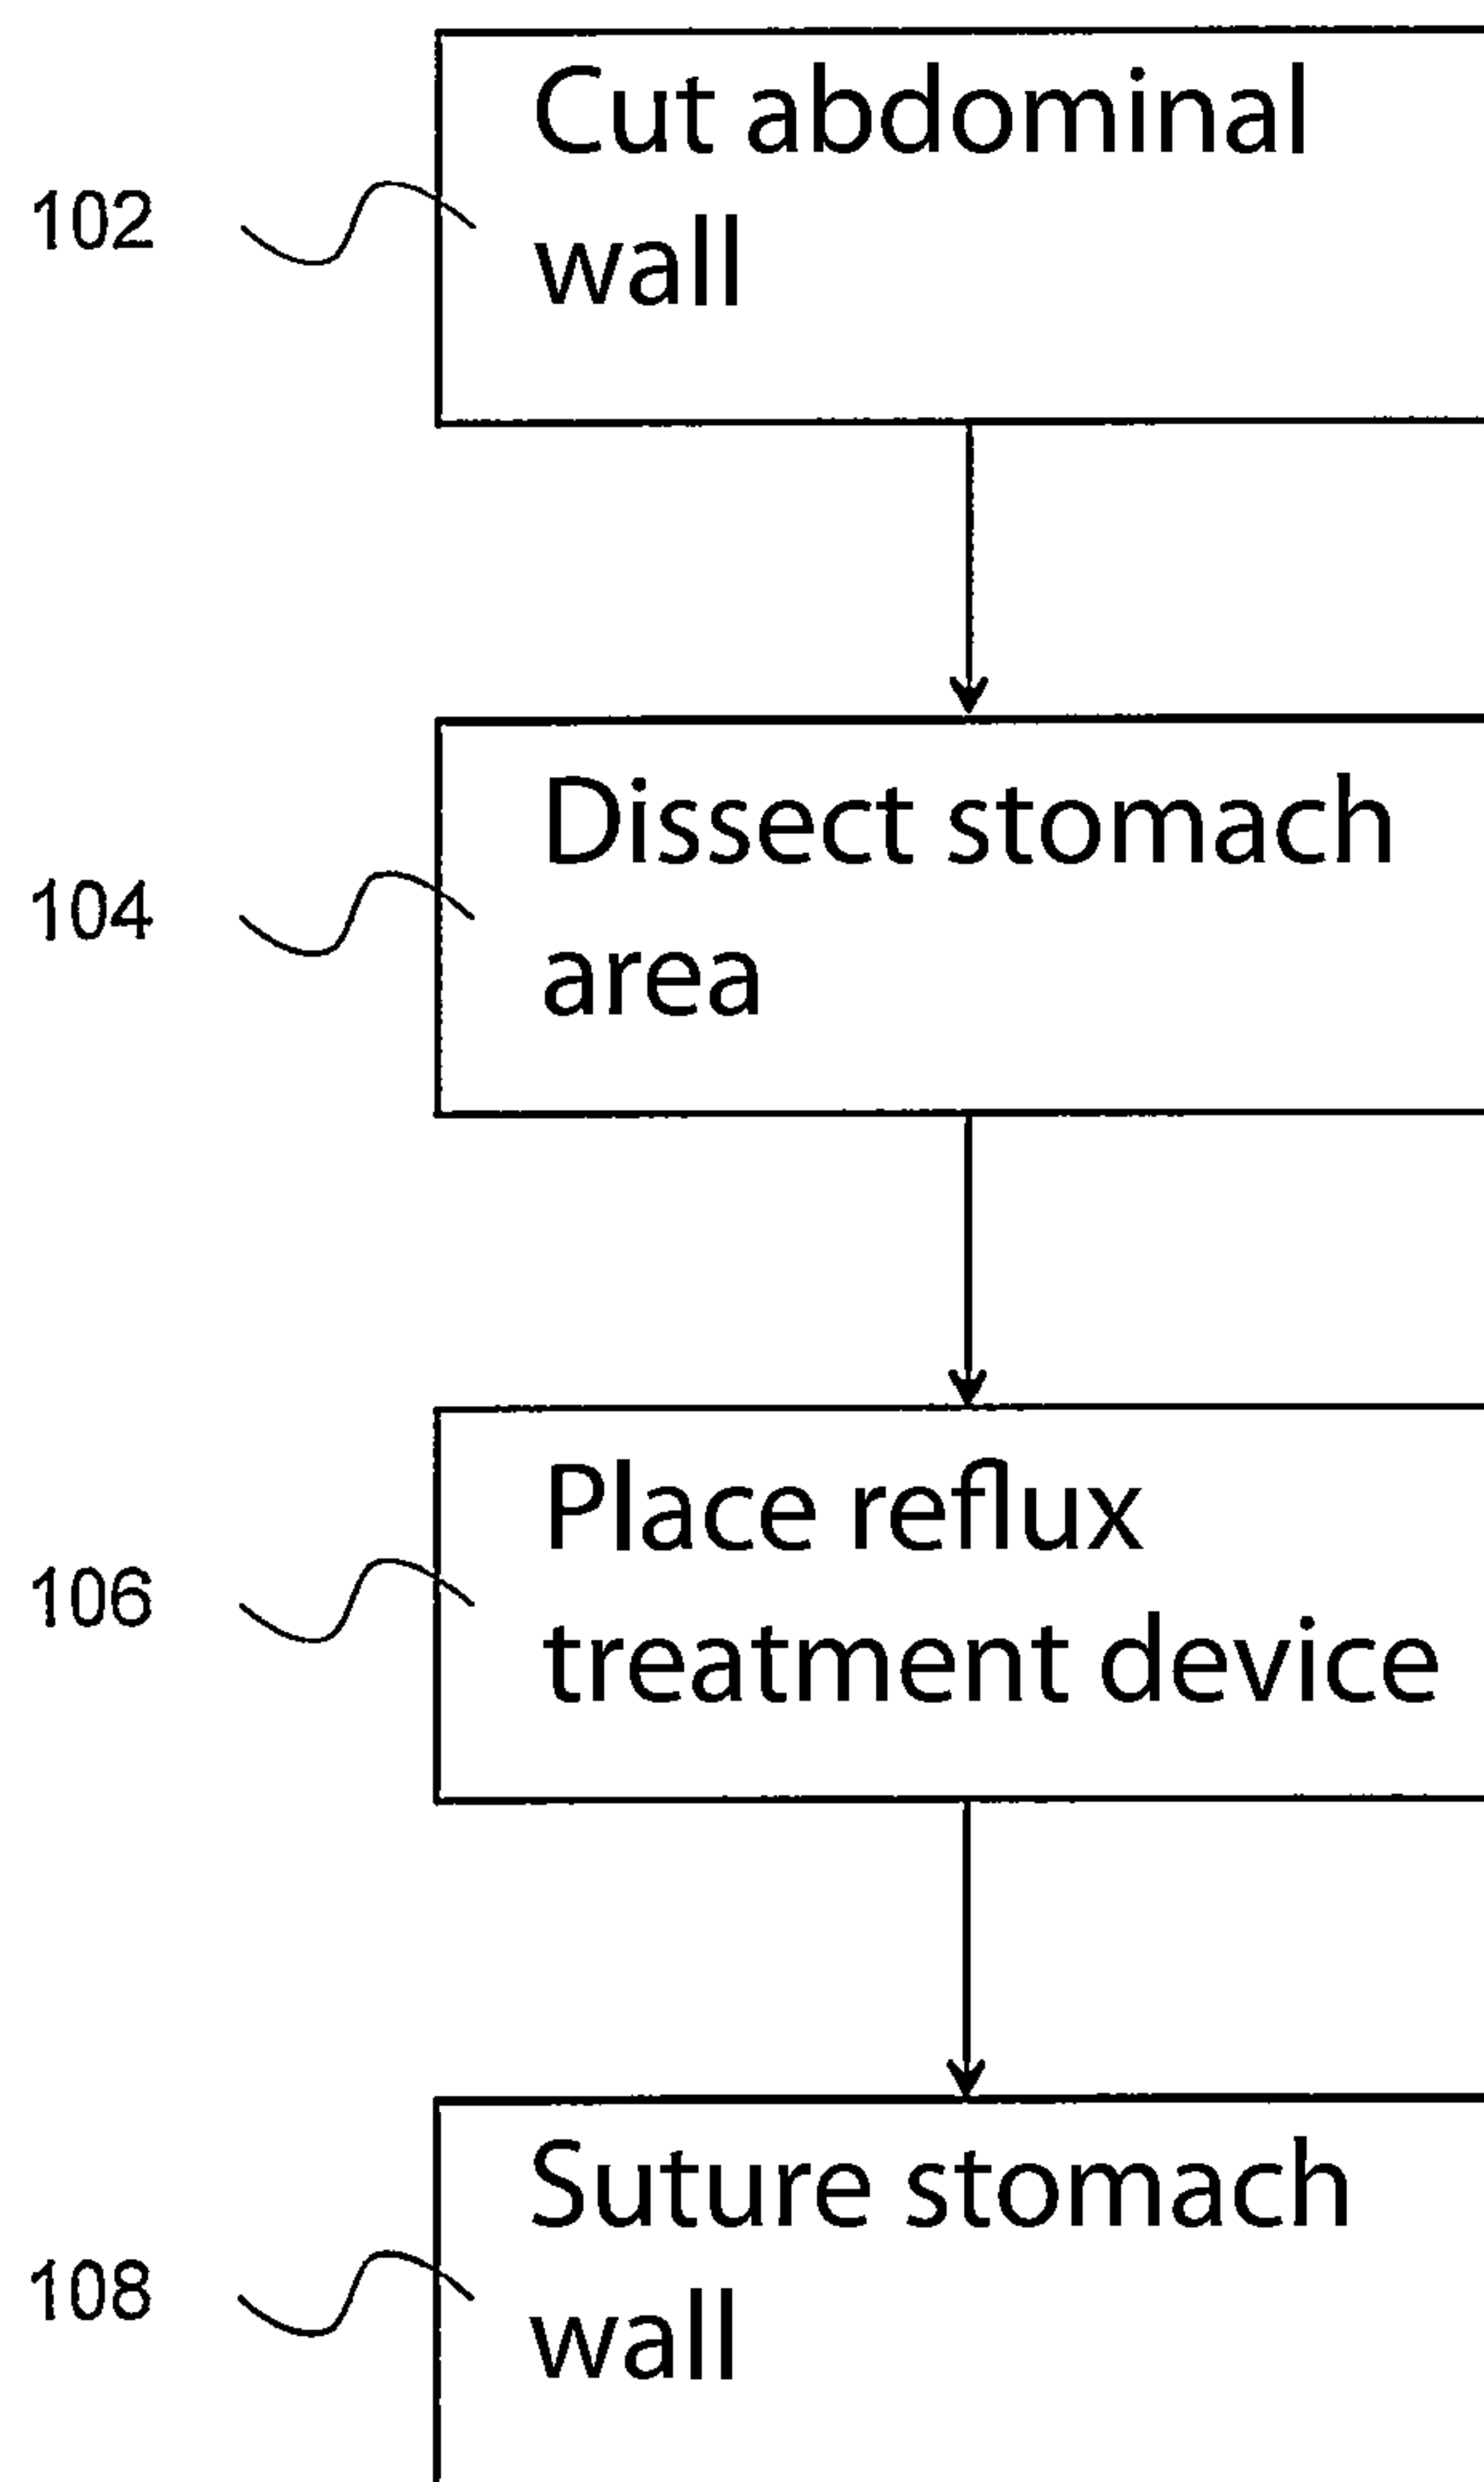 Cut abdominal
wall
102
Dissect stomach
area
104
Place reflux
treatment device
106
Suture stomach
wall
108